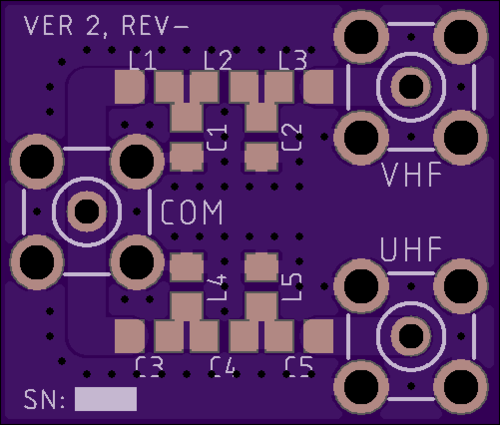 VER 2, REV-
L1 L2 L3
C1 C2
VHF
COM
UHF
L4 L5
C3 C4 C5
SN: